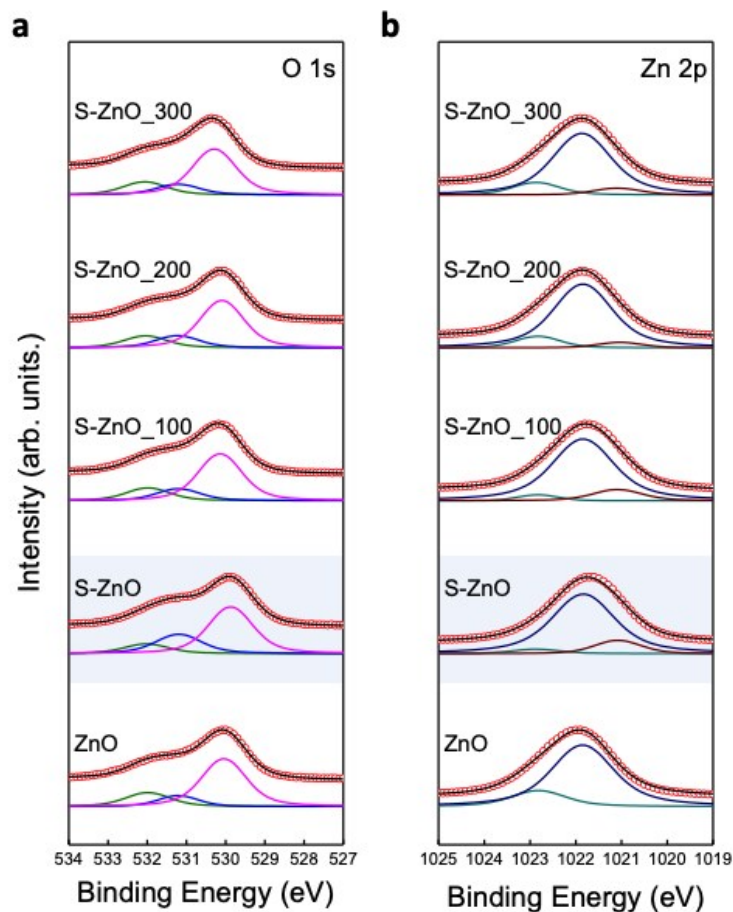 a
O 1s
S-ZnO_300
S-ZnO_200
S-ZnO_100
S-ZnO
ZnO
Intensity (arb. units.)
534 533 532 531 530 529 528 527
Binding Energy (eV)
b
Zn 2p
S-ZnO_300
S-ZnO_200
S-ZnO_100
S-ZnO
ZnO
1025 1024 1023 1022 1021 1020 1019
Binding Energy (eV)